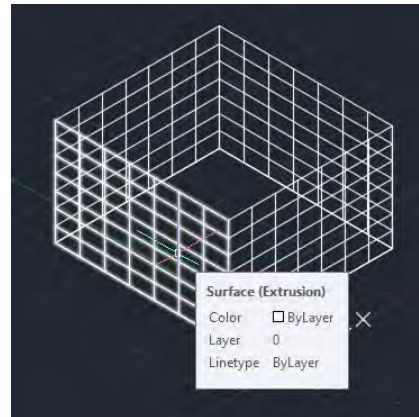 Surface (Extrusion)
Color ByLayer
Layer 0
Linetype ByLayer